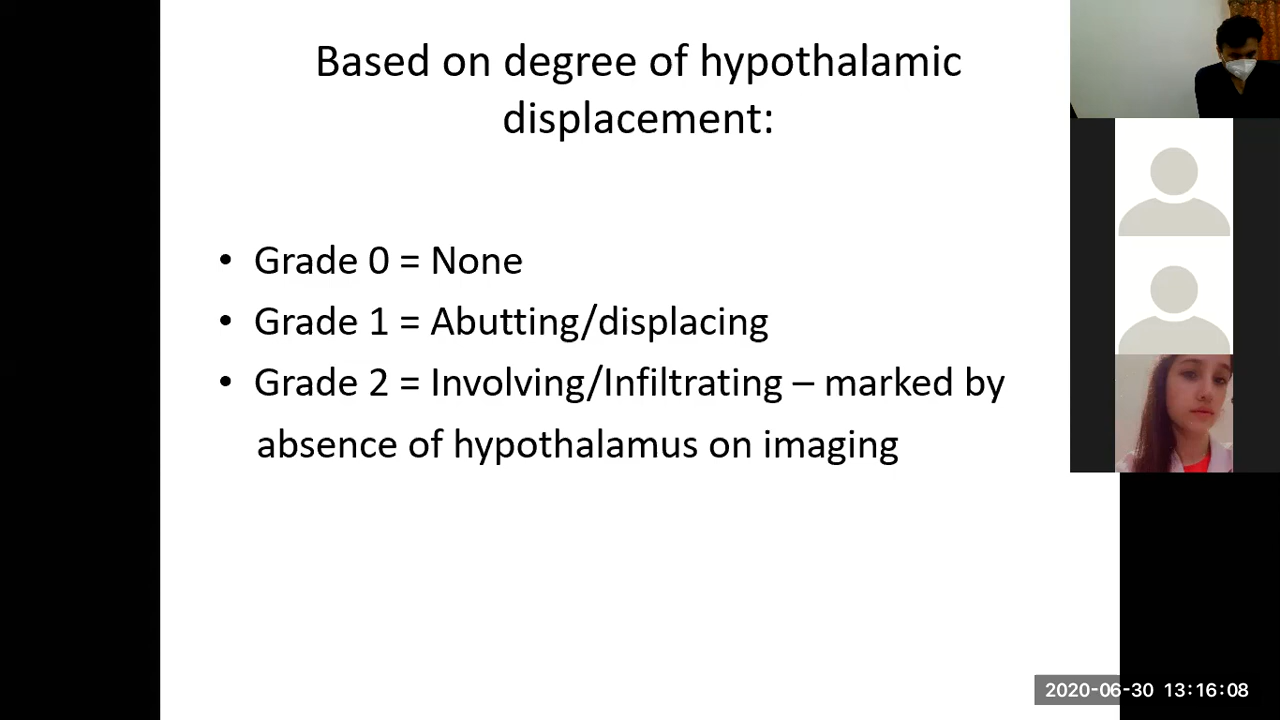 Based on degree of hypothalamic
displacement:
• Grade 0 = None
• Grade 1 = Abutting/displacing
• Grade 2 = Involving/Infiltrating – marked by
absence of hypothalamus on imaging
2020-06-30 13:16:08